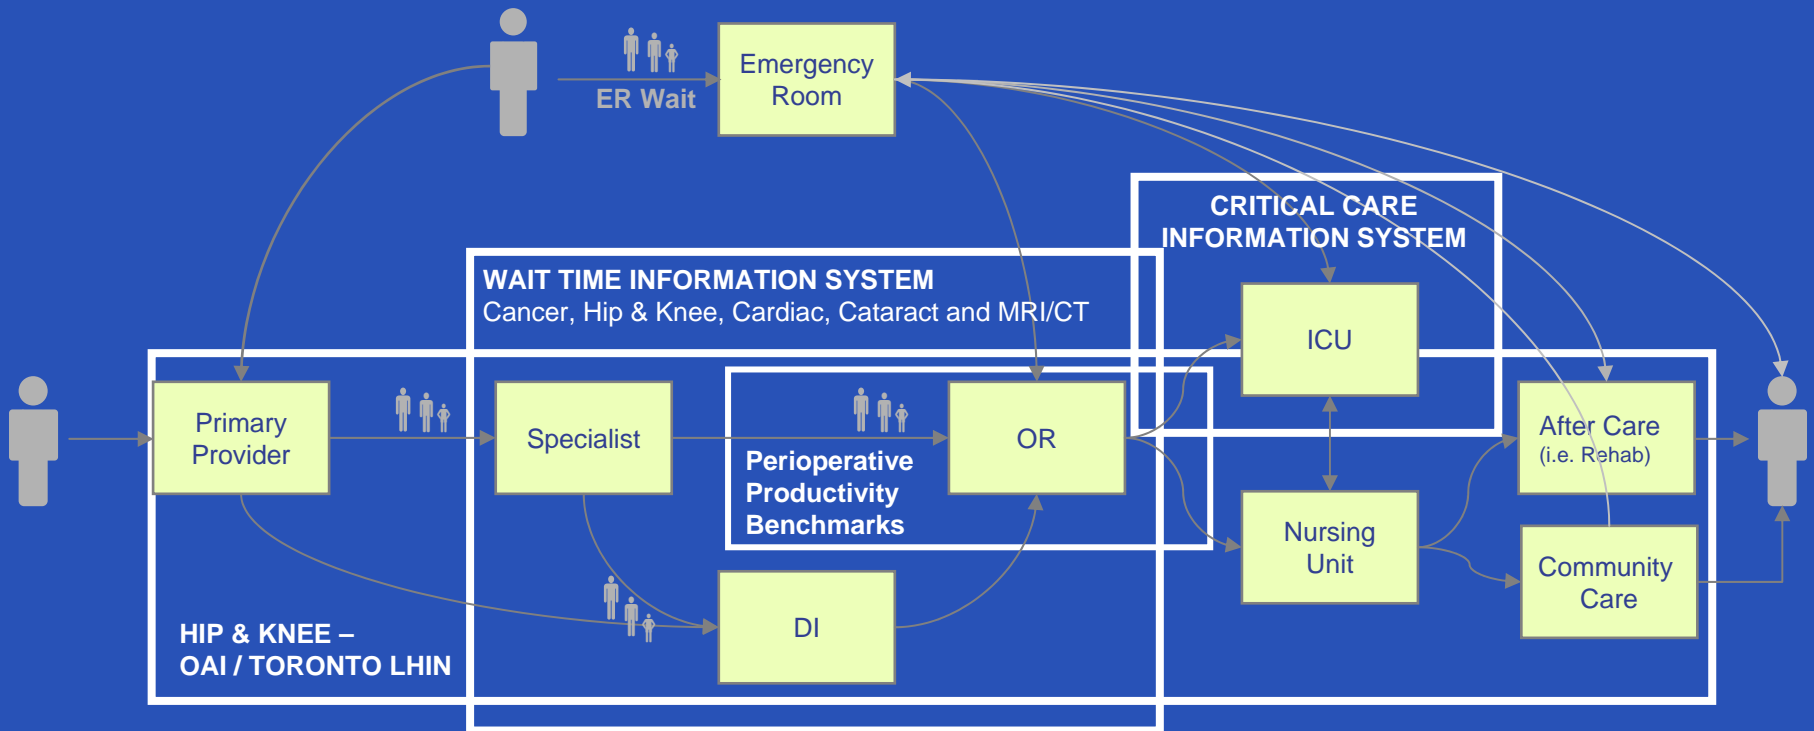 Emergency
Room
ER Wait
CRITICAL CARE
INFORMATION SYSTEM
WAIT TIME INFORMATION SYSTEM
Cancer, Hip & Knee, Cardiac, Cataract and MRI/CT
ICU
Primary
Provider
Specialist
OR
After Care
(i.e. Rehab)
Perioperative
Productivity
Benchmarks
Nursing
Unit
Community
Care
DI
HIP & KNEE –
OAI / TORONTO LHIN